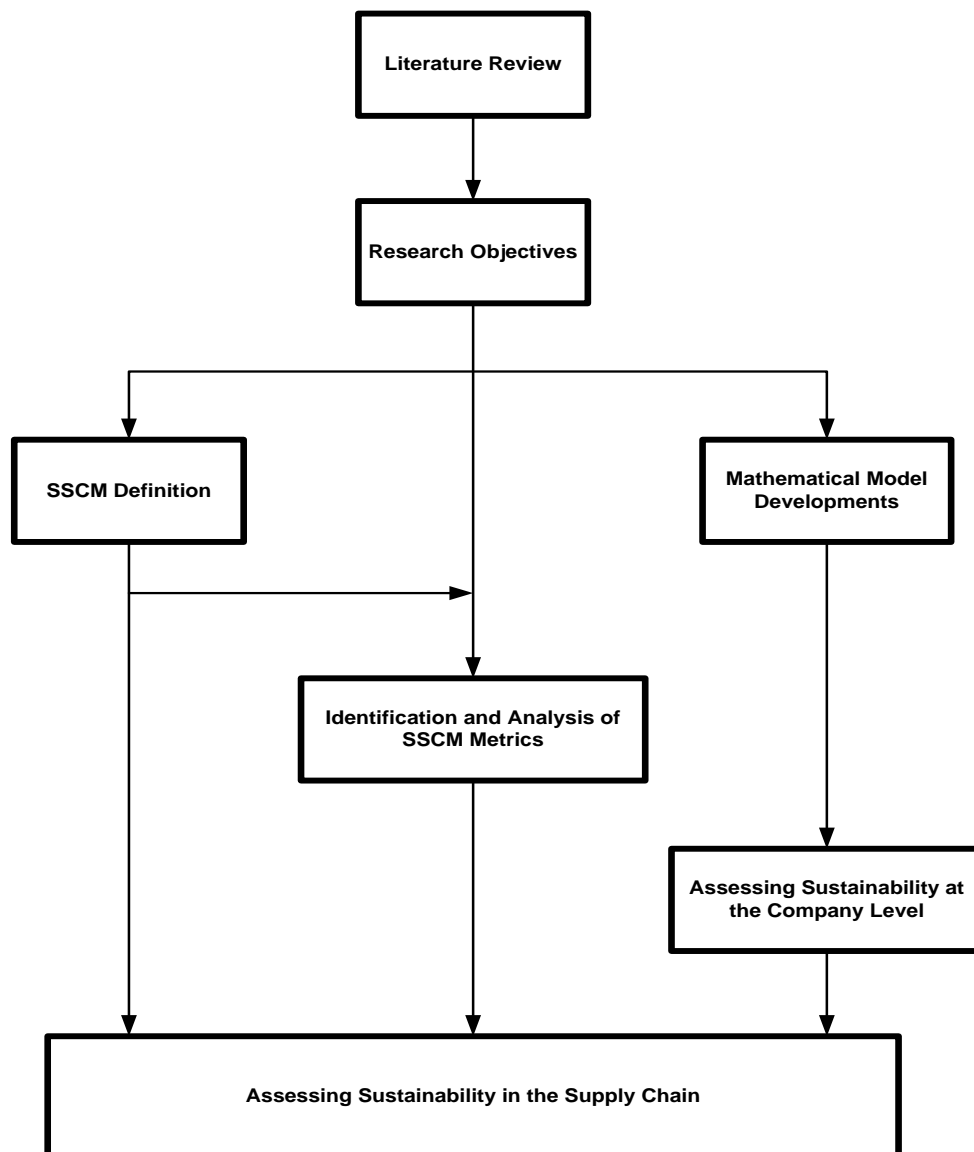 Literature Review
Research Objectives
SSCM Definition
Mathematical Model
Developments
Identification and Analysis of
SSCM Metrics
Assessing Sustainability at
the Company Level
Assessing Sustainability in the Supply Chain